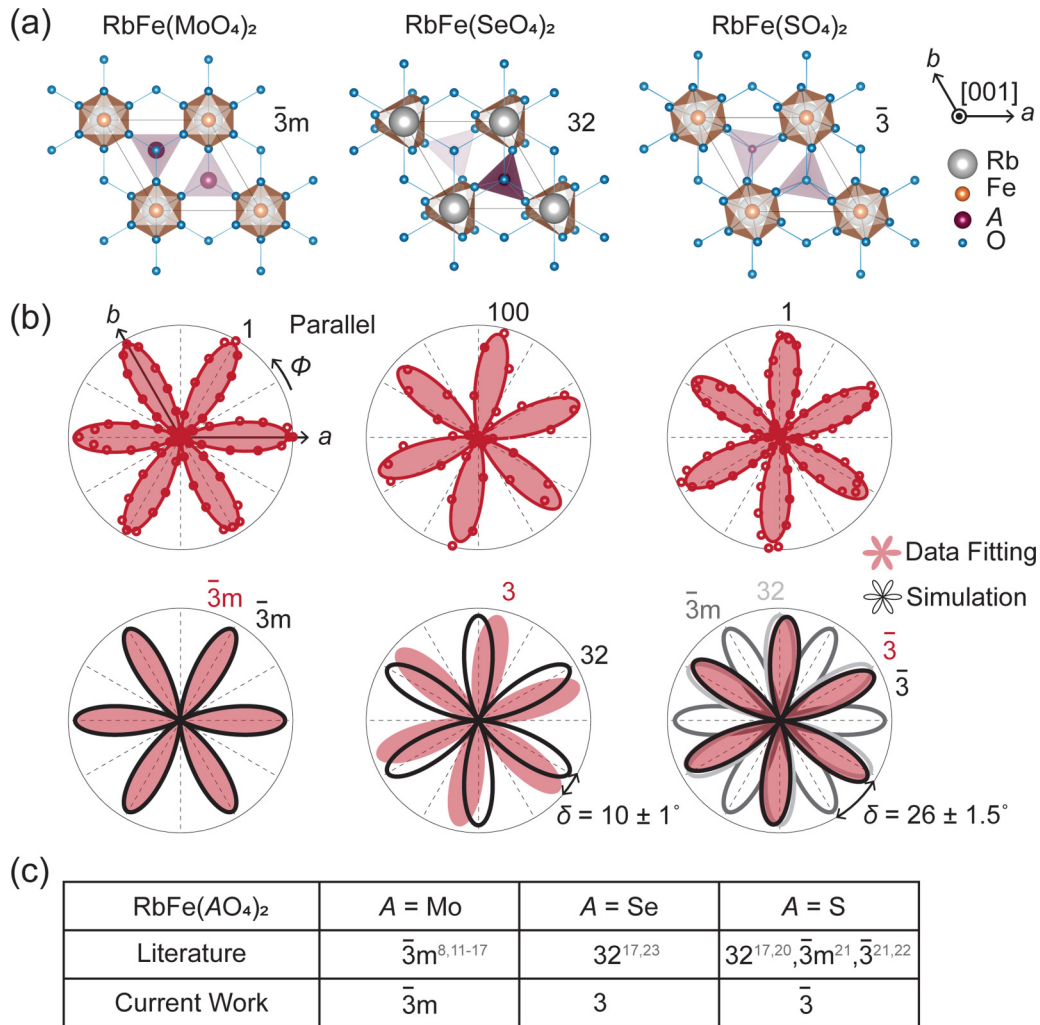 (a)
RbFe(MoO₄)₂ RbFe(SeO₄)₂ RbFe(SO₄)₂
3̅m 32 3̅
b
[001]
a
Rb
Fe
A
O
(b)
b 1 Parallel 100 1
Φ
a
Data Fitting
Simulation
3̅m 3̅m 3 32 3̅m 32 3̅ 3̅
δ = 10 ± 1° δ = 26 ± 1.5°
(c)
RbFe(AO₄)₂ A = Mo A = Se A = S
Literature 3̅m⁸,¹¹⁻¹⁷ 32¹⁷,²³ 32¹⁷,²⁰,3̅m²¹,3̅²¹,²²
Current Work 3̅m 3 3̅